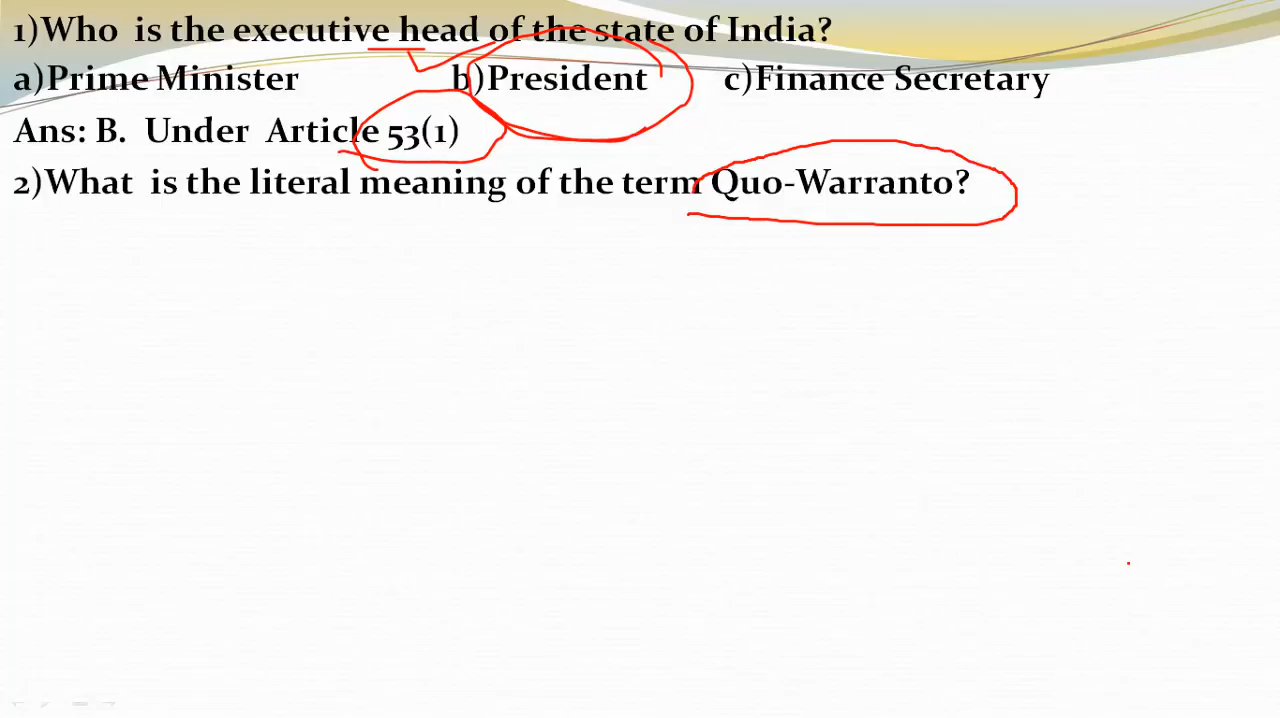 1)Who is the executive head of the state of India?
a)Prime Minister b)President c)Finance Secretary
Ans: B. Under Article 53(1)
2)What is the literal meaning of the term Quo-Warranto?